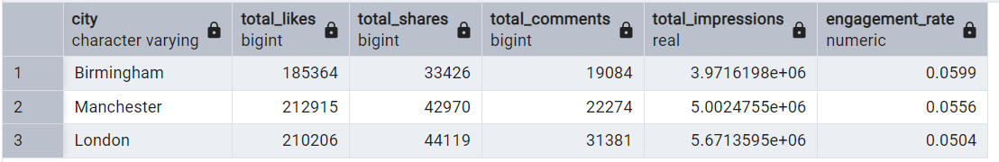 city total_likes total_shares total_comments total_impressions engagement_rate
character varying bigint bigint bigint real numeric
1 Birmingham 185364 33426 19084 3.9716198e+06 0.0599
2 Manchester 212915 42970 22274 5.0024755e+06 0.0556
3 London 210206 44119 31381 5.6713595e+06 0.0504